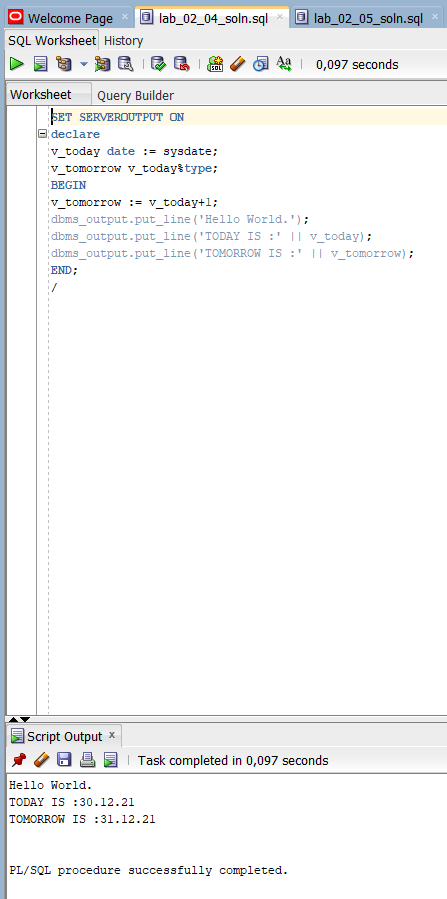 Welcome Page × lab_02_04_soln.sql × lab_02_05_soln.sql ×
SQL Worksheet History
0,097 seconds
Worksheet Query Builder
SET SERVEROUTPUT ON
declare
v_today date := sysdate;
v_tomorrow v_today%type;
BEGIN
v_tomorrow := v_today+1;
dbms_output.put_line('Hello World.');
dbms_output.put_line('TODAY IS :' || v_today);
dbms_output.put_line('TOMORROW IS :' || v_tomorrow);
END;
/
Script Output ×
Task completed in 0,097 seconds
Hello World.
TODAY IS :30.12.21
TOMORROW IS :31.12.21
PL/SQL procedure successfully completed.